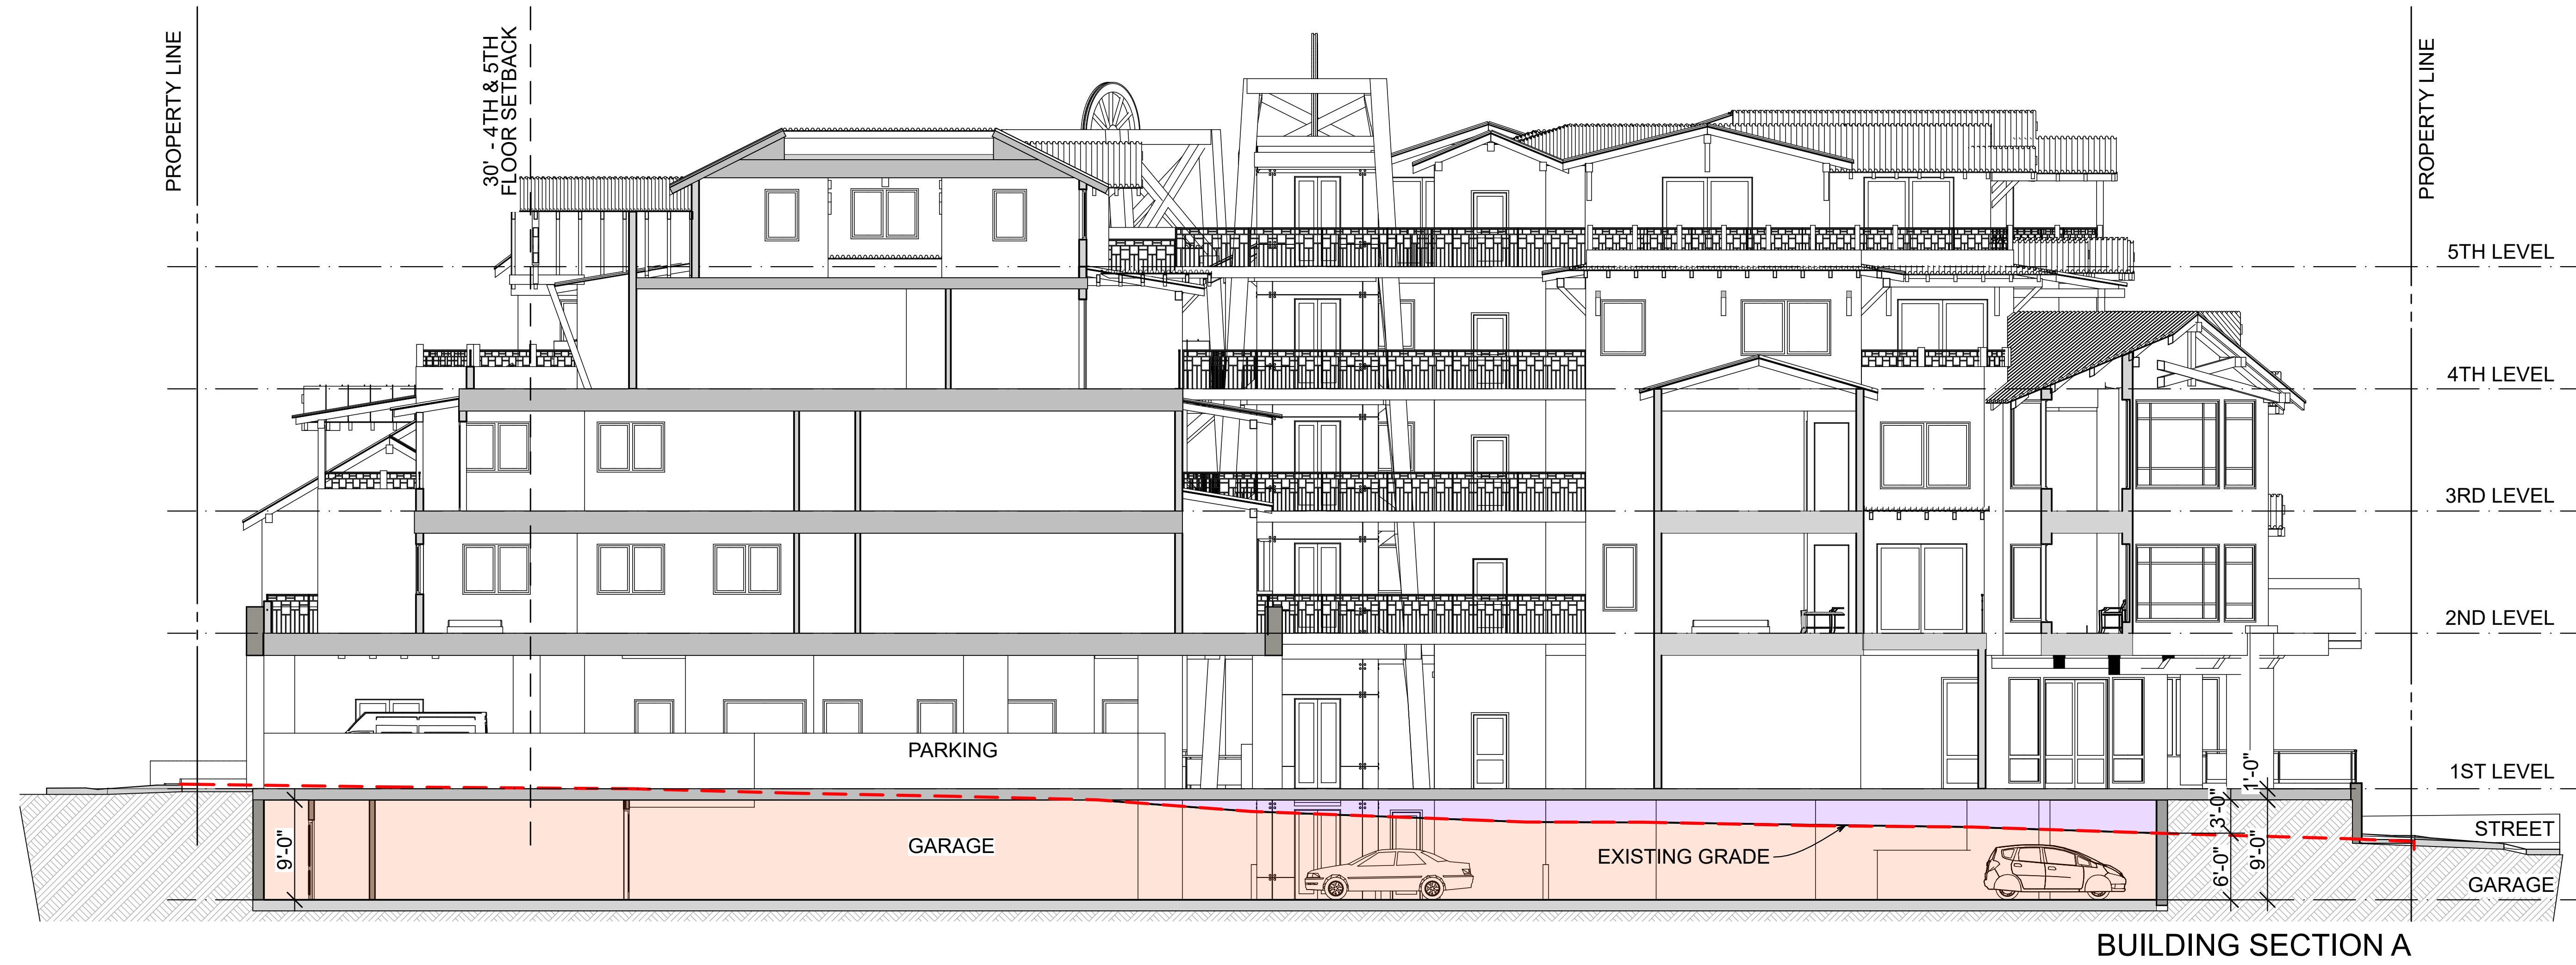 PROPERTY LINE
30' - 4TH & 5TH
FLOOR SETBACK
PROPERTY LINE
5TH LEVEL
4TH LEVEL
3RD LEVEL
2ND LEVEL
PARKING
1ST LEVEL
1'-0"
3'-0"
STREET
9'-0"
GARAGE
EXISTING GRADE
6'-0"
9'-0"
GARAGE
BUILDING SECTION A